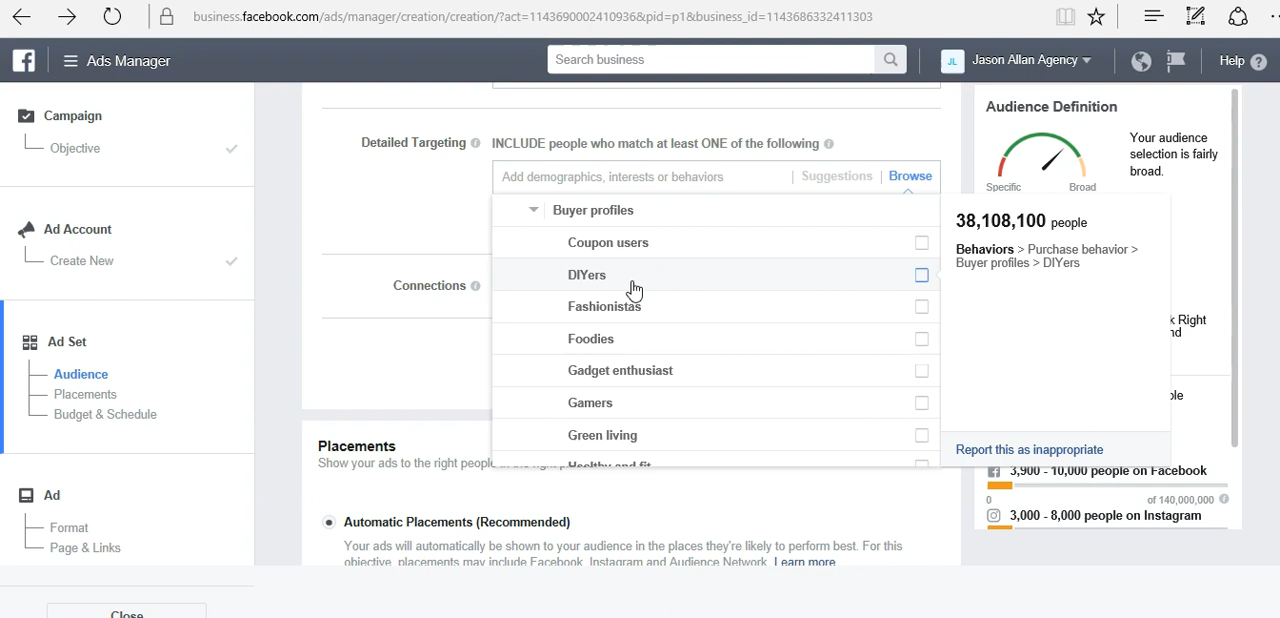 business.facebook.com/ads/manager/creation/creation/?act=1143690002410936&pid=p1&business_id=1143686332411303
Ads Manager
Search business
JL
Jason Allan Agency
Help
Campaign
Objective
Ad Account
Create New
Ad Set
Audience
Placements
Budget & Schedule
Ad
Format
Page & Links
Close
Detailed Targeting
INCLUDE people who match at least ONE of the following
Add demographics, interests or behaviors
Suggestions
Browse
Buyer profiles
Coupon users
DIYers
Fashionistas
Foodies
Gadget enthusiast
Gamers
Green living
Healthy and fit
Connections
Placements
Show your ads to the right people
Automatic Placements (Recommended)
Your ads will automatically be shown to your audience in the places they're likely to perform best. For this
objective, placements may include Facebook, Instagram and Audience Network. Learn more.
Audience Definition
Your audience
selection is fairly
broad.
Specific
Broad
38,108,100 people
Behaviors > Purchase behavior >
Buyer profiles > DIYers
Right
Report this as inappropriate
3,900 - 10,000 people on Facebook
0
of 140,000,000
3,000 - 8,000 people on Instagram